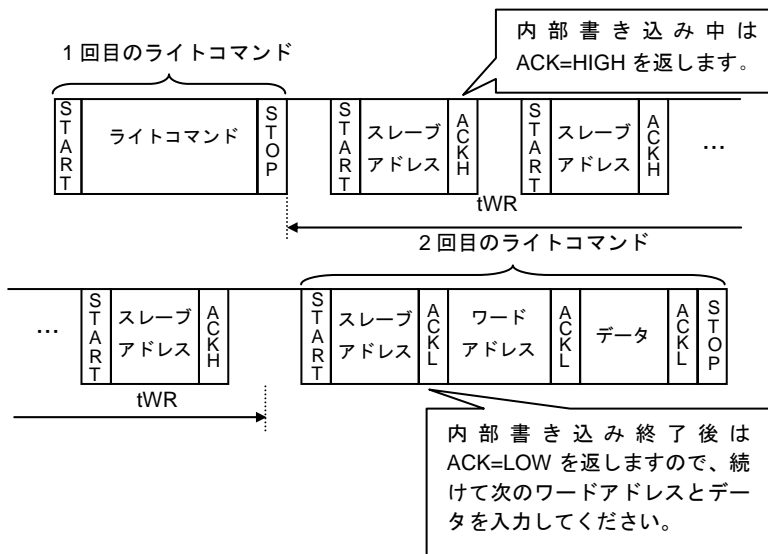 内部書き込み中は
ACK=HIGH を返します。
1回目のライトコマンド
START
ライトコマンド
STOP
START
スレーブ
アドレス
ACKH
START
スレーブ
アドレス
ACKH
…
tWR
2回目のライトコマンド
…
START
スレーブ
アドレス
ACKH
START
スレーブ
アドレス
ACKL
ワード
アドレス
ACKL
データ
ACKL
STOP
tWR
内部書き込み終了後は
ACK=LOW を返しますので、続
けて次のワードアドレスとデー
タを入力してください。